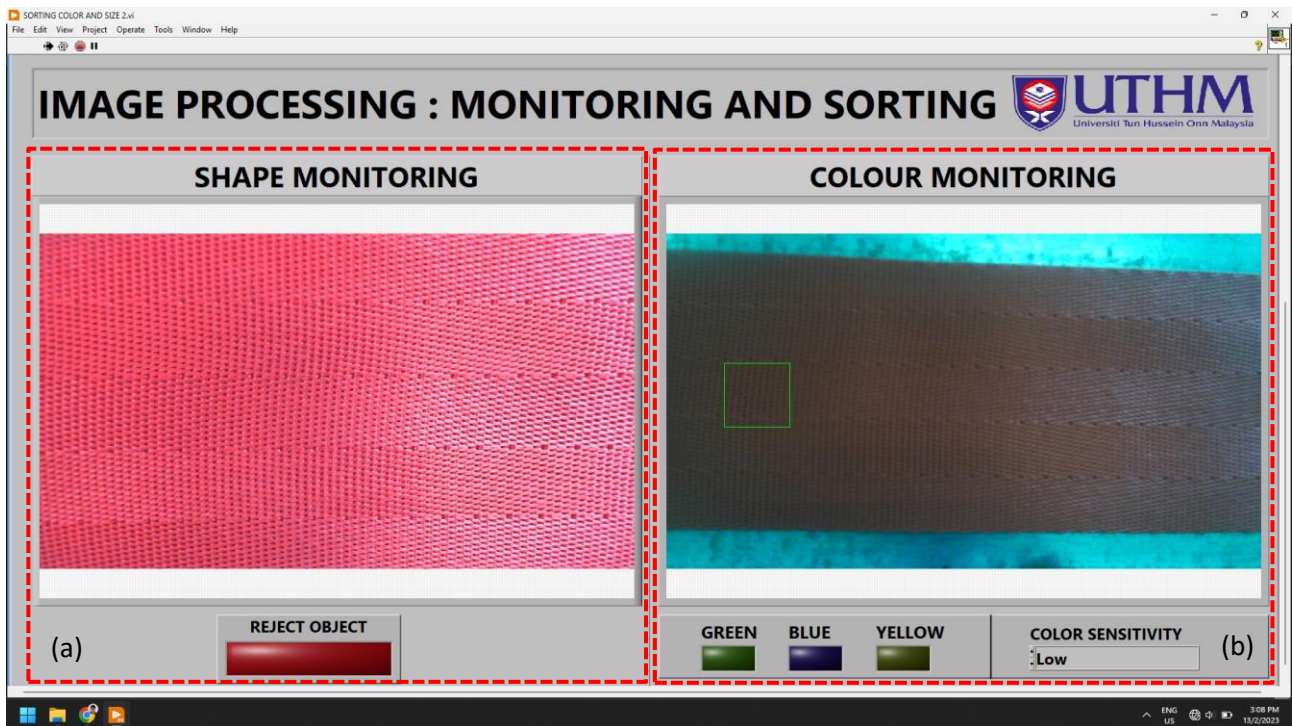 SORTING COLOR AND SIZE 2.vi
File Edit View Project Operate Tools Window Help
IMAGE PROCESSING : MONITORING AND SORTING
UTHM
Universiti Tun Hussein Onn Malaysia
SHAPE MONITORING
COLOUR MONITORING
REJECT OBJECT
(a)
GREEN BLUE YELLOW
COLOR SENSITIVITY
Low
(b)
ENG
US
3:08 PM
13/2/2023